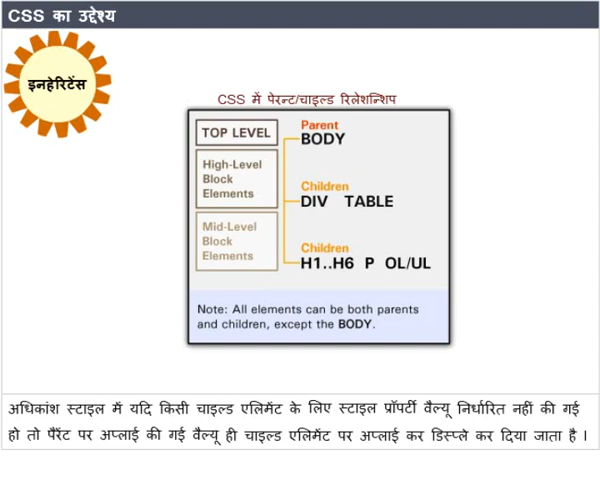 CSS का उद्देश्य
इनहेरिटेंस
CSS में पेरन्ट/चाइल्ड रिलेशन्शिप
TOP LEVEL
Parent
BODY
High-Level
Block
Elements
Children
DIV TABLE
Mid-Level
Block
Elements
Children
H1..H6 P OL/UL
Note: All elements can be both parents
and children, except the BODY.
अधिकांश स्टाइल में यदि किसी चाइल्ड एलिमेंट के लिए स्टाइल प्रॉपर्टी वैल्यू निर्धारित नहीं की गई
हो तो पैरेंट पर अप्लाई की गई वैल्यू ही चाइल्ड एलिमेंट पर अप्लाई कर डिस्प्ले कर दिया जाता है ।